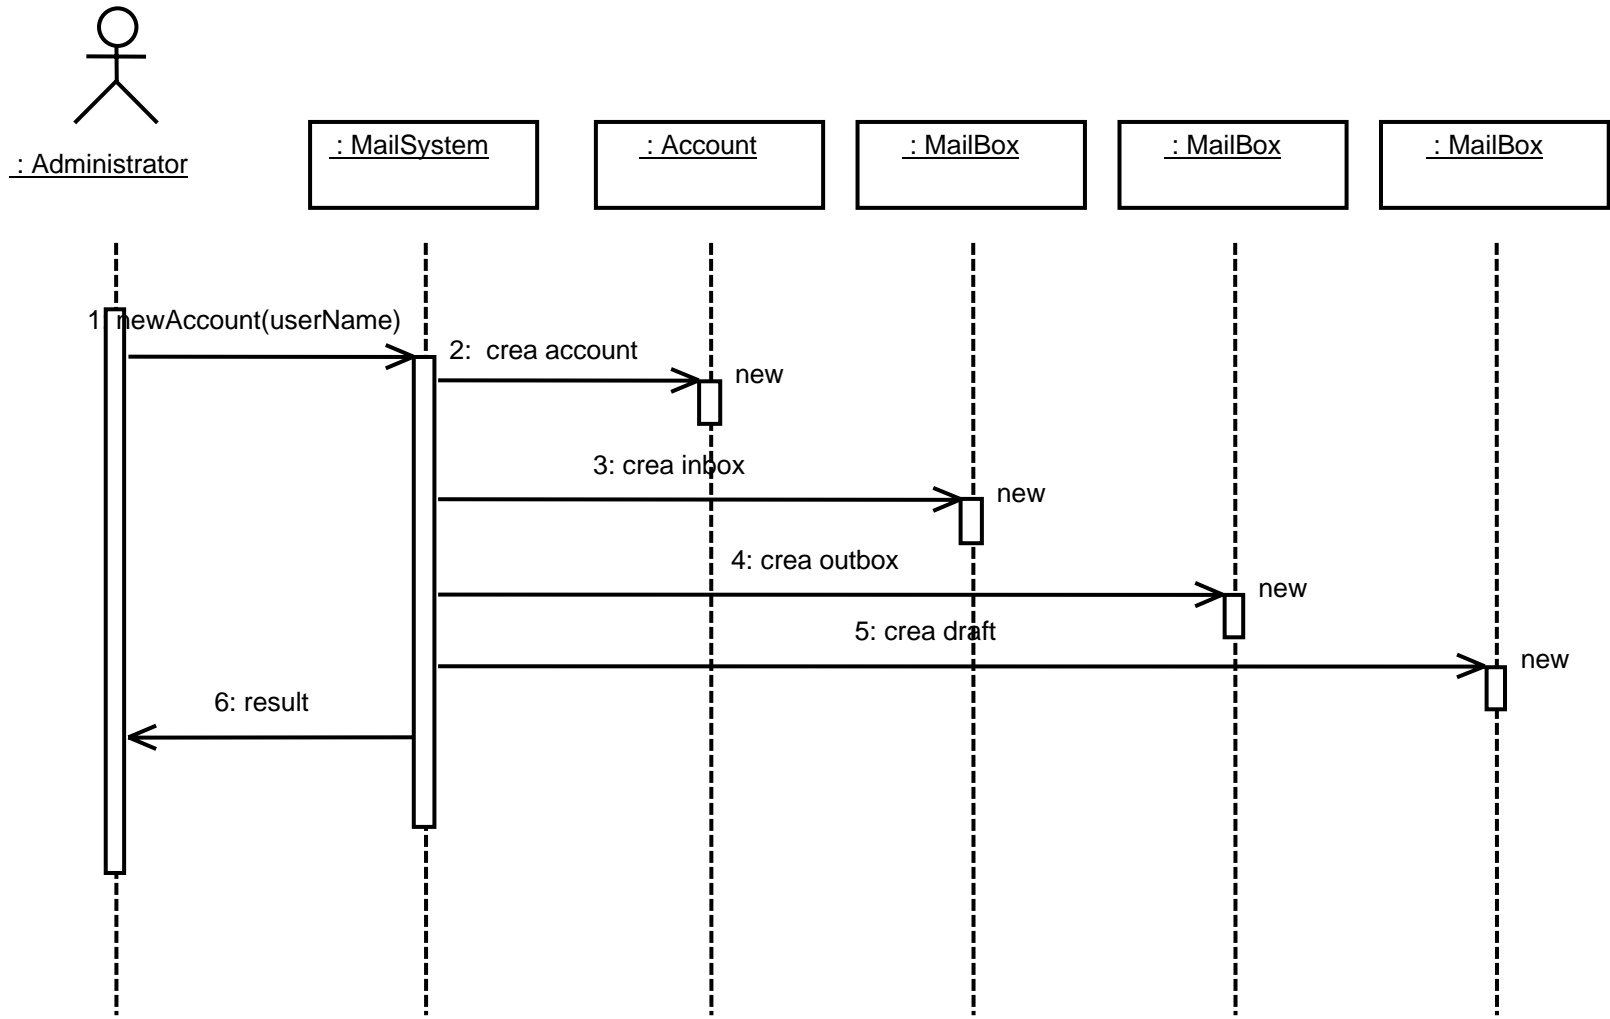 : Administrator
: MailSystem
: Account
: MailBox
: MailBox
: MailBox
1: newAccount(userName)
2:  crea account
new
3: crea inbox
new
4: crea outbox
new
5: crea draft
new
6: result